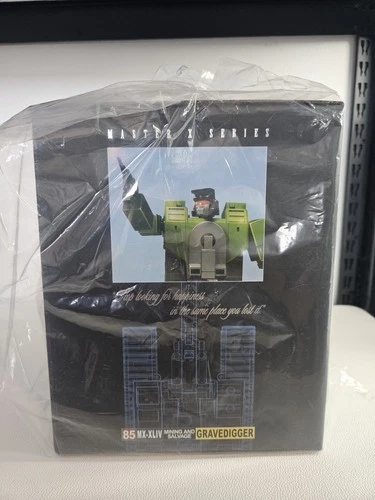 MASTER X SERIES
Stop looking for happiness
in the same place you lost it.
85 MX-XLIV MINING AND SALVAGE GRAVEDIGGER